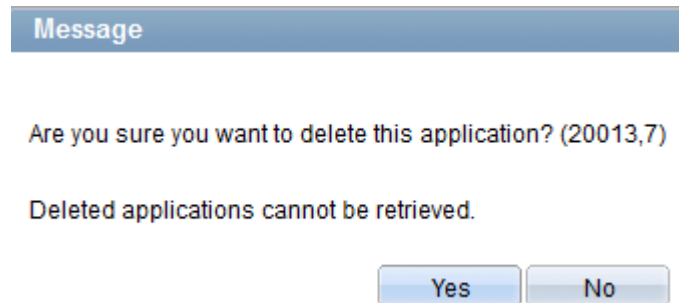 Message
Are you sure you want to delete this application? (20013,7)
Deleted applications cannot be retrieved.
Yes No